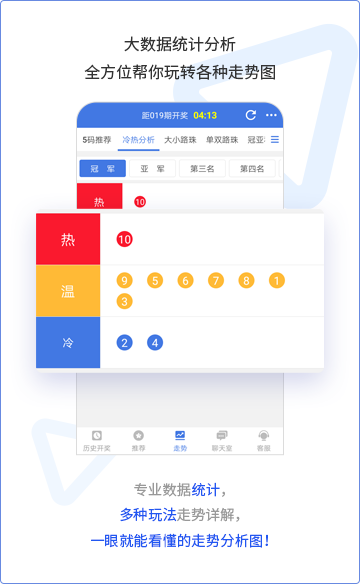 大数据统计分析
全方位帮你玩转各种走势图
距019期开奖 04:13
5码推荐 冷热分析 大小路珠 单双路珠 冠亚
冠 军 亚 军 第三名 第四名
热 10
热 10
温 9 5 6 7 8 1
3
冷 2 4
历史开奖 推荐 走势 聊天室 客服
专业数据统计，
多种玩法走势详解，
一眼就能看懂的走势分析图！